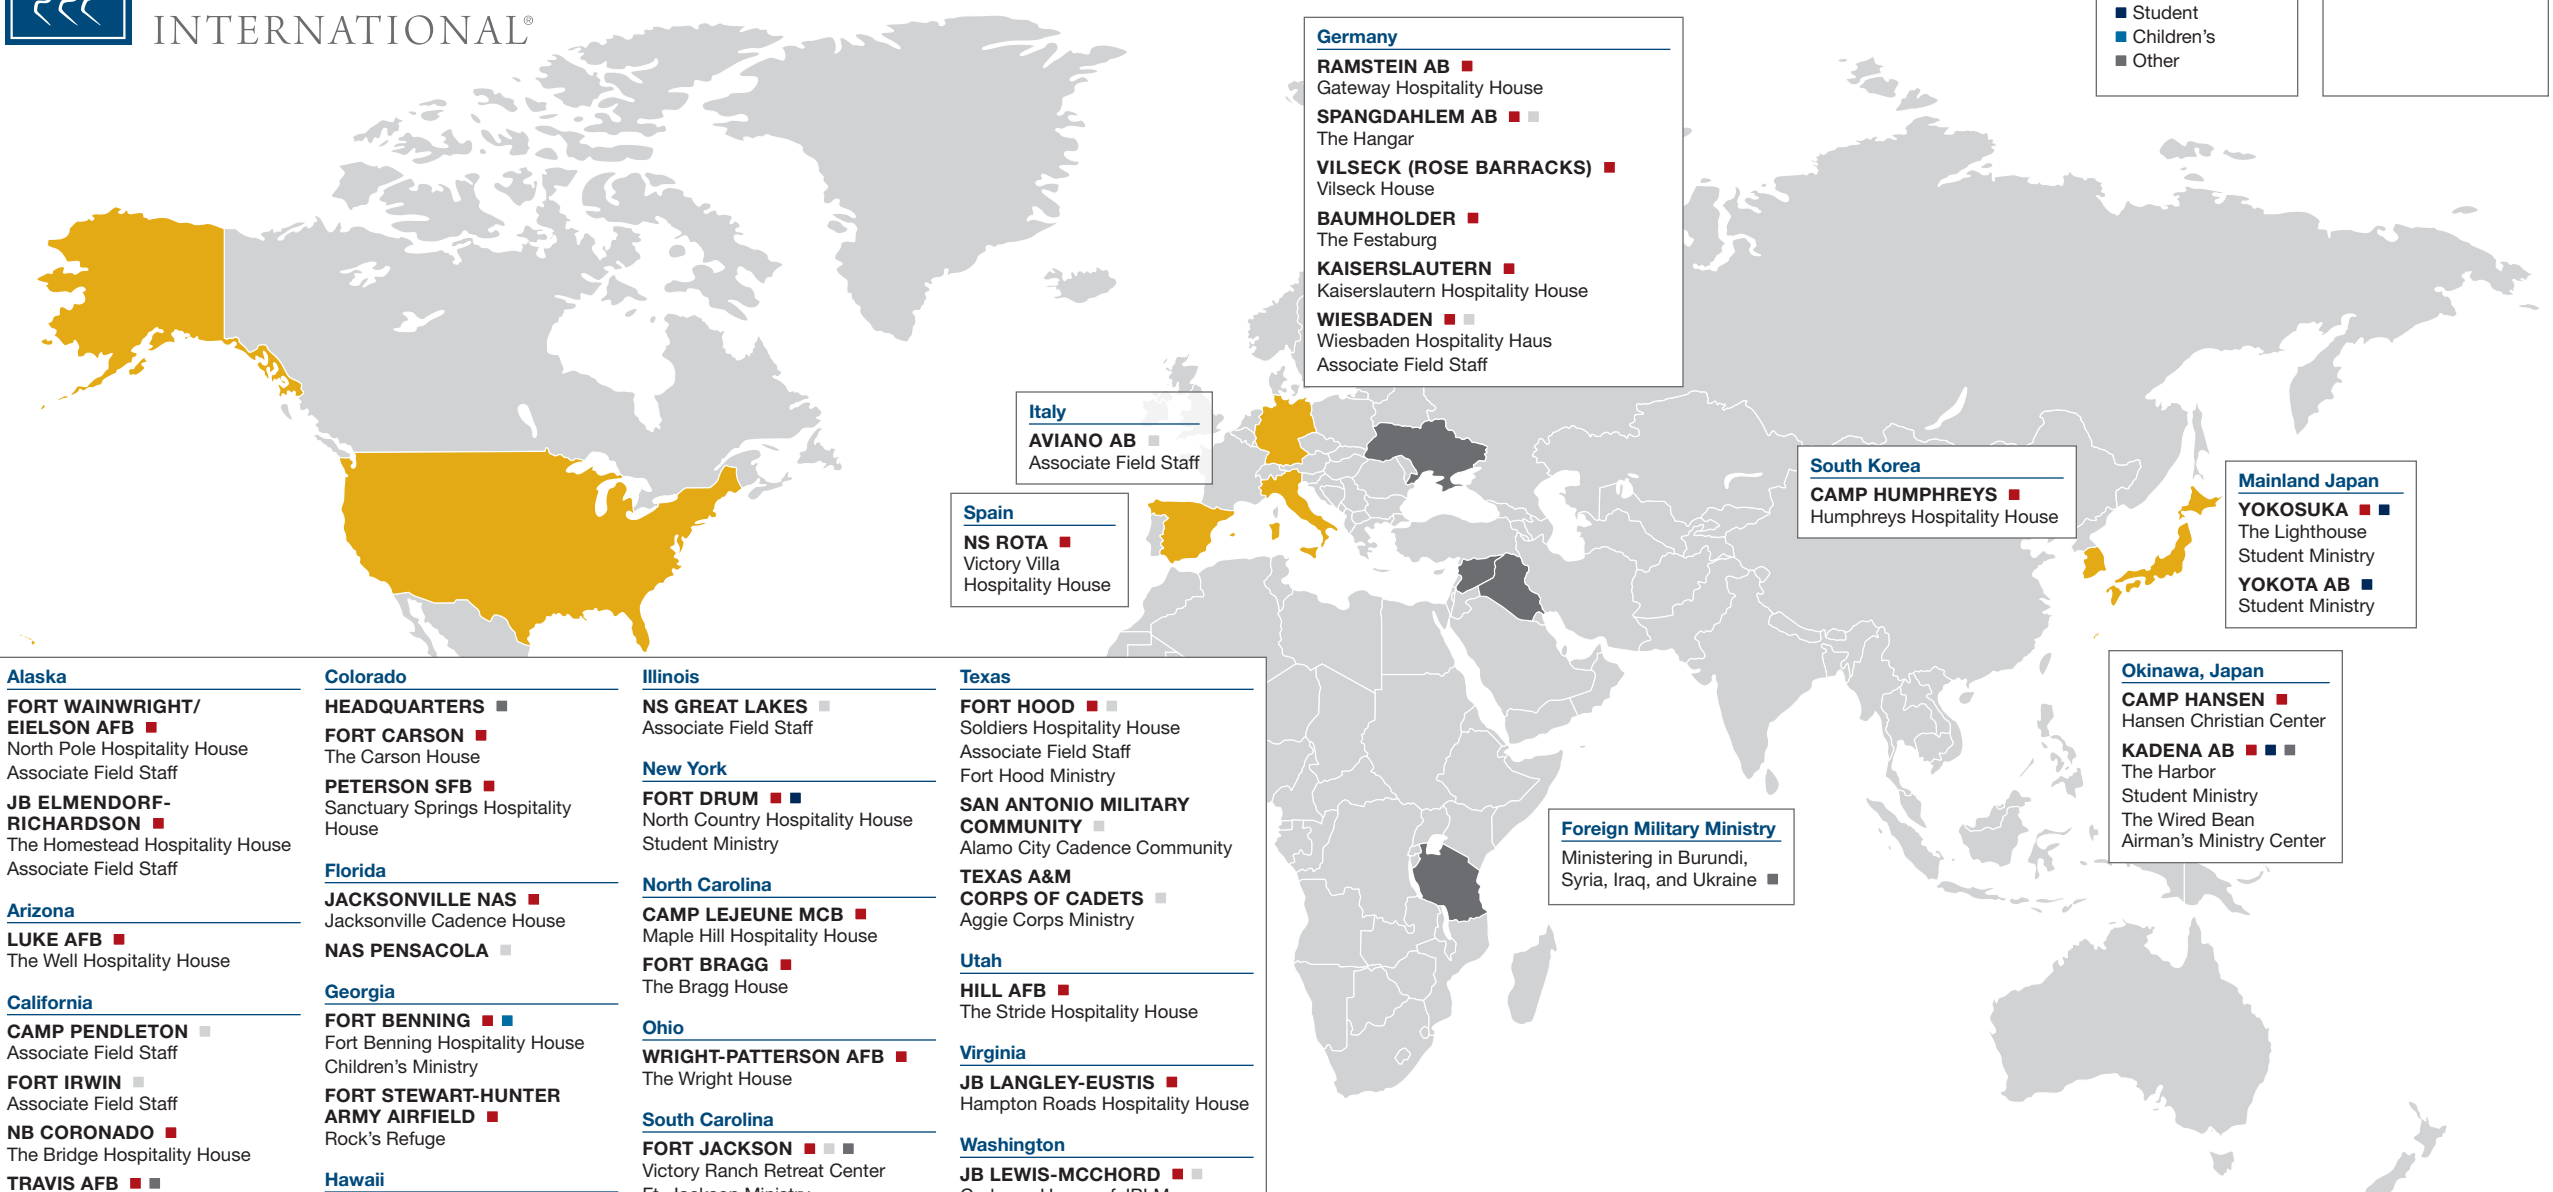 INTERNATIONAL®
Student
Children's
Other
Germany
RAMSTEIN AB
Gateway Hospitality House
SPANGDAHLEM AB
The Hangar
VILSECK (ROSE BARRACKS)
Vilseck House
BAUMHOLDER
The Festaburg
KAISERSLAUTERN
Kaiserslautern Hospitality House
WIESBADEN
Wiesbaden Hospitality Haus
Associate Field Staff
Italy
AVIANO AB
Associate Field Staff
Spain
NS ROTA
Victory Villa
Hospitality House
South Korea
CAMP HUMPHREYS
Humphreys Hospitality House
Mainland Japan
YOKOSUKA
The Lighthouse
Student Ministry
YOKOTA AB
Student Ministry
Okinawa, Japan
CAMP HANSEN
Hansen Christian Center
KADENA AB
The Harbor
Student Ministry
The Wired Bean
Airman's Ministry Center
Foreign Military Ministry
Ministering in Burundi,
Syria, Iraq, and Ukraine
Alaska
FORT WAINWRIGHT/
EIELSON AFB
North Pole Hospitality House
Associate Field Staff
JB ELMENDORF-
RICHARDSON
The Homestead Hospitality House
Associate Field Staff
Arizona
LUKE AFB
The Well Hospitality House
California
CAMP PENDLETON
Associate Field Staff
FORT IRWIN
Associate Field Staff
NB CORONADO
The Bridge Hospitality House
TRAVIS AFB
Colorado
HEADQUARTERS
FORT CARSON
The Carson House
PETERSON SFB
Sanctuary Springs Hospitality
House
Florida
JACKSONVILLE NAS
Jacksonville Cadence House
NAS PENSACOLA
Georgia
FORT BENNING
Fort Benning Hospitality House
Children's Ministry
FORT STEWART-HUNTER
ARMY AIRFIELD
Rock's Refuge
Hawaii
Illinois
NS GREAT LAKES
Associate Field Staff
New York
FORT DRUM
North Country Hospitality House
Student Ministry
North Carolina
CAMP LEJEUNE MCB
Maple Hill Hospitality House
FORT BRAGG
The Bragg House
Ohio
WRIGHT-PATTERSON AFB
The Wright House
South Carolina
FORT JACKSON
Victory Ranch Retreat Center
Ft. Jackson Ministry
Texas
FORT HOOD
Soldiers Hospitality House
Associate Field Staff
Fort Hood Ministry
SAN ANTONIO MILITARY
COMMUNITY
Alamo City Cadence Community
TEXAS A&M
CORPS OF CADETS
Aggie Corps Ministry
Utah
HILL AFB
The Stride Hospitality House
Virginia
JB LANGLEY-EUSTIS
Hampton Roads Hospitality House
Washington
JB LEWIS-MCCHORD